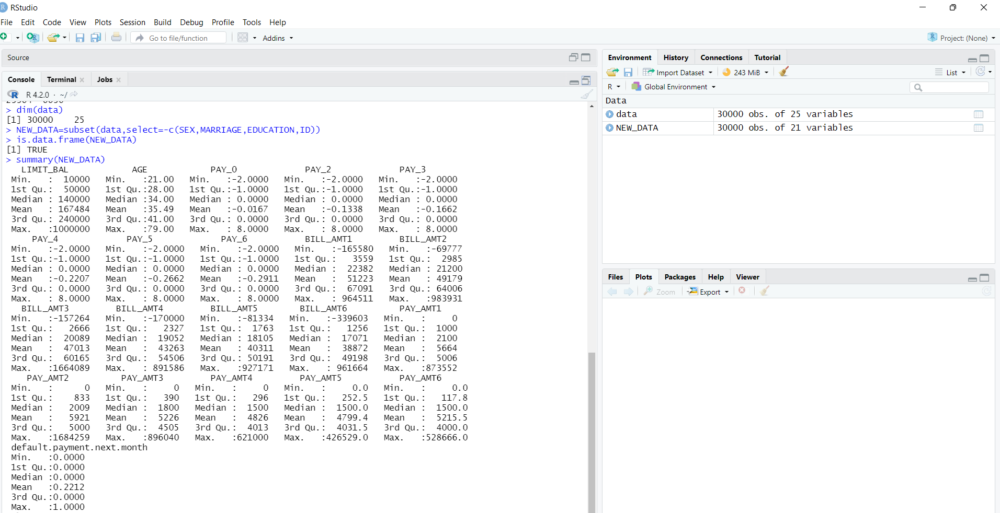 RStudio
File Edit Code View Plots Session Build Debug Profile Tools Help
Go to file/function Addins Project: (None)
Source
Console Terminal Jobs
R 4.2.0 · ~/
> dim(data)
[1] 30000    25
> NEW_DATA=subset(data,select=-c(SEX,MARRIAGE,EDUCATION,ID))
> is.data.frame(NEW_DATA)
[1] TRUE
> summary(NEW_DATA)
LIMIT_BAL AGE PAY_0 PAY_2 PAY_3
Min. : 10000 Min. :21.00 Min. :-2.0000 Min. :-2.0000 Min. :-2.0000
1st Qu.: 50000 1st Qu.:28.00 1st Qu.:-1.0000 1st Qu.:-1.0000 1st Qu.:-1.0000
Median : 140000 Median :34.00 Median : 0.0000 Median : 0.0000 Median : 0.0000
Mean : 167484 Mean :35.49 Mean :-0.0167 Mean :-0.1338 Mean :-0.1662
3rd Qu.: 240000 3rd Qu.:41.00 3rd Qu.: 0.0000 3rd Qu.: 0.0000 3rd Qu.: 0.0000
Max. :1000000 Max. :79.00 Max. : 8.0000 Max. : 8.0000 Max. : 8.0000
PAY_4 PAY_5 PAY_6 BILL_AMT1 BILL_AMT2
Min. :-2.0000 Min. :-2.0000 Min. :-2.0000 Min. :-165580 Min. :-69777
1st Qu.:-1.0000 1st Qu.:-1.0000 1st Qu.:-1.0000 1st Qu.: 3559 1st Qu.: 2985
Median : 0.0000 Median : 0.0000 Median : 0.0000 Median : 22382 Median : 21200
Mean :-0.2207 Mean :-0.2662 Mean :-0.2911 Mean : 51223 Mean : 49179
3rd Qu.: 0.0000 3rd Qu.: 0.0000 3rd Qu.: 0.0000 3rd Qu.: 67091 3rd Qu.: 64006
Max. : 8.0000 Max. : 8.0000 Max. : 8.0000 Max. : 964511 Max. :983931
BILL_AMT3 BILL_AMT4 BILL_AMT5 BILL_AMT6 PAY_AMT1
Min. :-157264 Min. :-170000 Min. :-81334 Min. :-339603 Min. : 0
1st Qu.: 2666 1st Qu.: 2327 1st Qu.: 1763 1st Qu.: 1256 1st Qu.: 1000
Median : 20089 Median : 19052 Median : 18105 Median : 17071 Median : 2100
Mean : 47013 Mean : 43263 Mean : 40311 Mean : 38872 Mean : 5664
3rd Qu.: 60165 3rd Qu.: 54506 3rd Qu.: 50191 3rd Qu.: 49198 3rd Qu.: 5006
Max. :1664089 Max. : 891586 Max. :927171 Max. : 961664 Max. :873552
PAY_AMT2 PAY_AMT3 PAY_AMT4 PAY_AMT5 PAY_AMT6
Min. : 0 Min. : 0 Min. : 0 Min. : 0.0 Min. : 0.0
1st Qu.: 833 1st Qu.: 390 1st Qu.: 296 1st Qu.: 252.5 1st Qu.: 117.8
Median : 2009 Median : 1800 Median : 1500 Median : 1500.0 Median : 1500.0
Mean : 5921 Mean : 5226 Mean : 4826 Mean : 4799.4 Mean : 5215.5
3rd Qu.: 5000 3rd Qu.: 4505 3rd Qu.: 4013 3rd Qu.: 4031.5 3rd Qu.: 4000.0
Max. :1684259 Max. :896040 Max. :621000 Max. :426529.0 Max. :528666.0
default.payment.next.month
Min. :0.0000
1st Qu.:0.0000
Median :0.0000
Mean :0.2212
3rd Qu.:0.0000
Max. :1.0000
Environment History Connections Tutorial
Import Dataset 243 MiB List
R Global Environment
Data
data 30000 obs. of 25 variables
NEW_DATA 30000 obs. of 21 variables
Files Plots Packages Help Viewer
Zoom Export